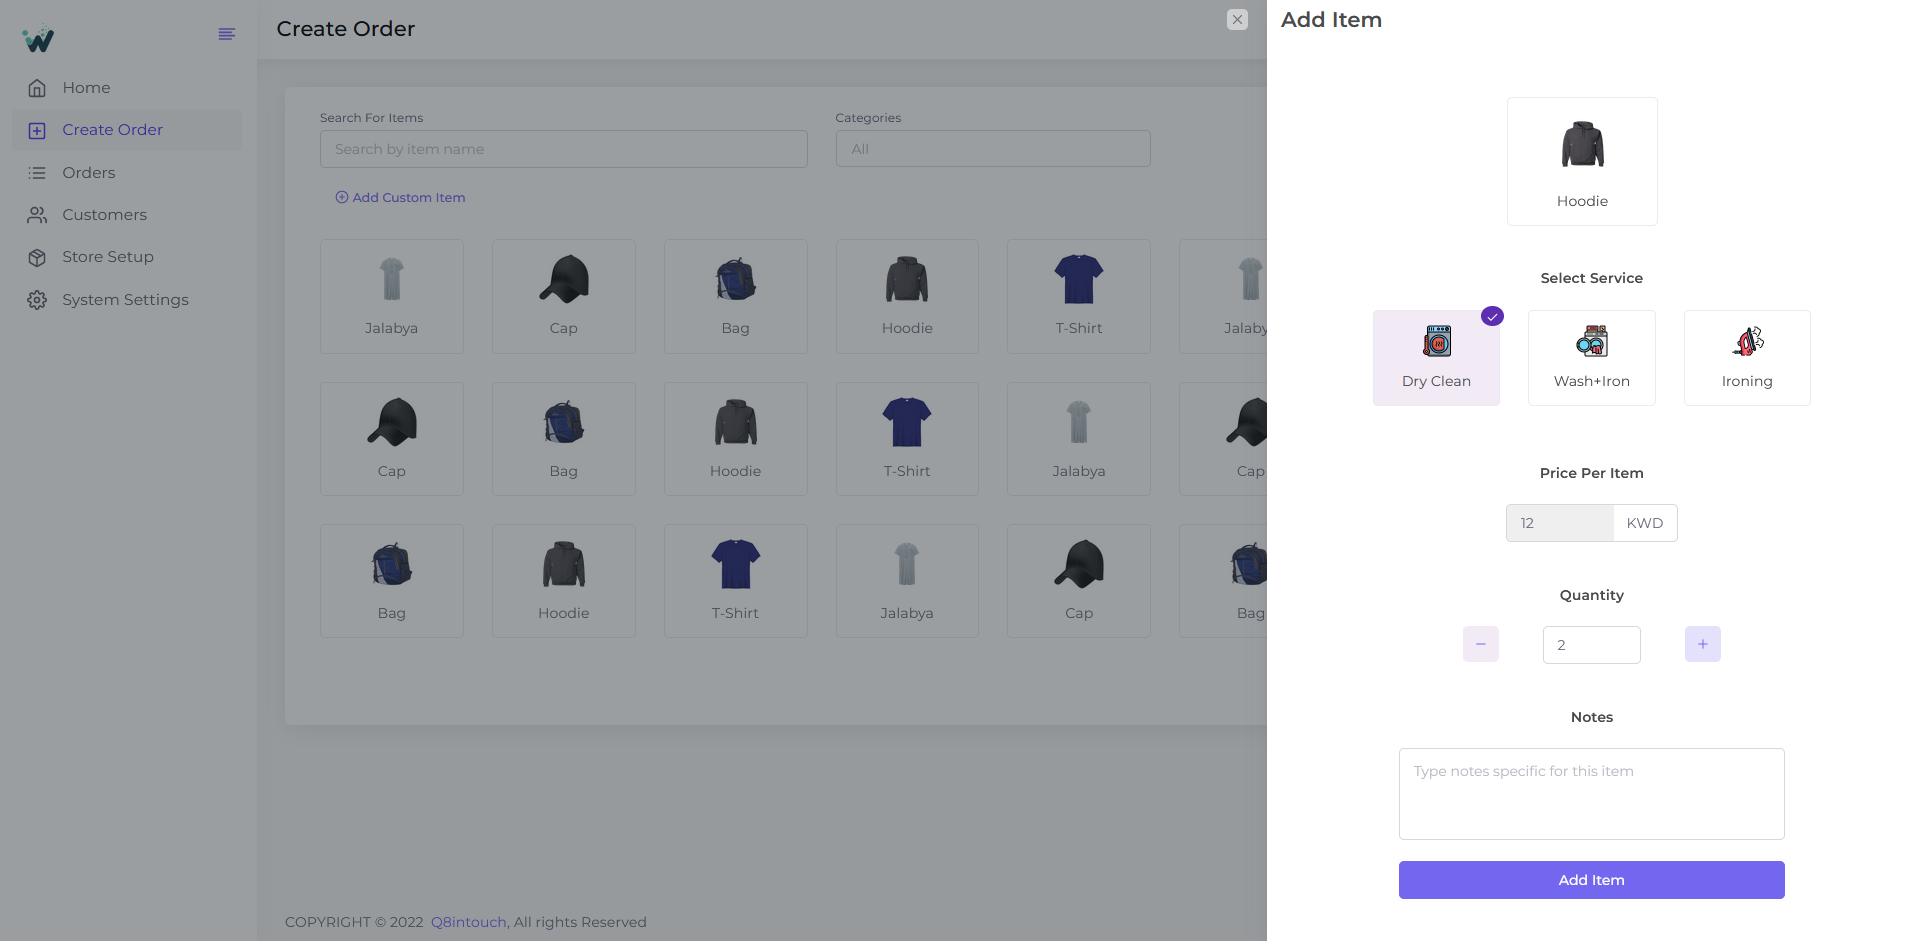 Create Order
Add Item
Home
Create Order
Orders
Customers
Store Setup
System Settings
Search For Items
Categories
Search by item name
All
Add Custom Item
Jalabya
Cap
Bag
Hoodie
T-Shirt
Jalaby
Cap
Bag
Hoodie
T-Shirt
Jalabya
Cap
Bag
Hoodie
T-Shirt
Jalabya
Cap
Bag
COPYRIGHT © 2022 Q8intouch, All rights Reserved
Hoodie
Select Service
Dry Clean
Wash+Iron
Ironing
Price Per Item
12
KWD
Quantity
−
2
+
Notes
Type notes specific for this item
Add Item